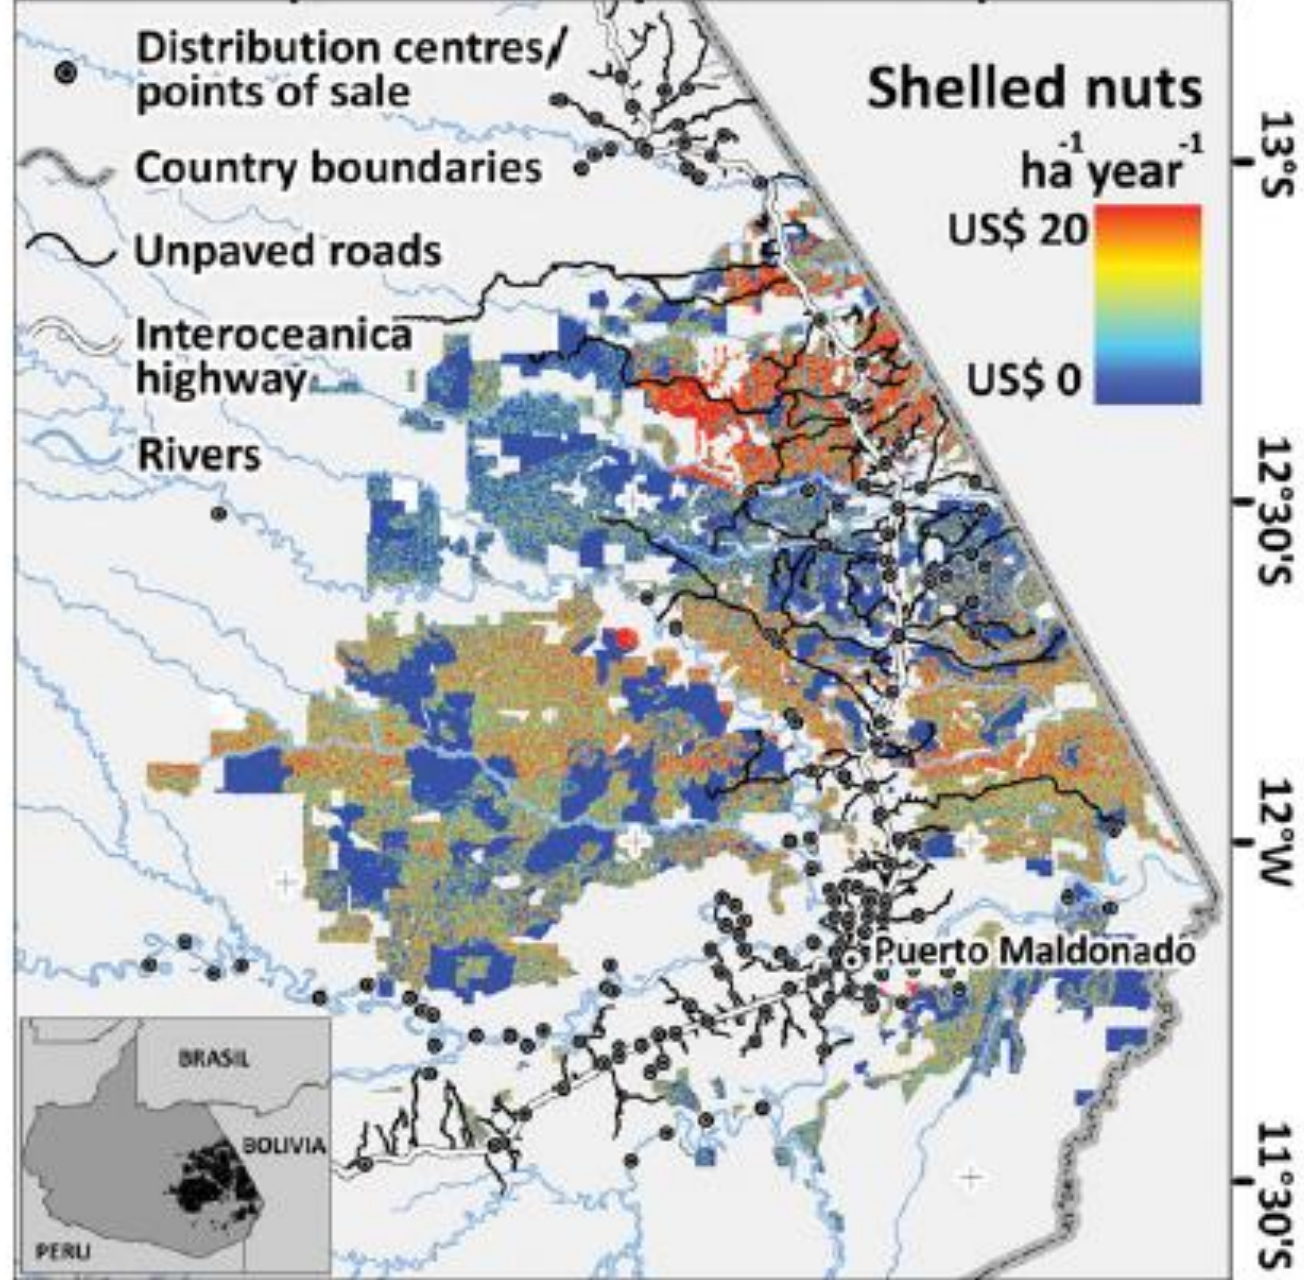 Distribution centres/
points of sale
Country boundaries
Unpaved roads
Interoceanica
highway
Rivers
Shelled nuts
ha⁻¹ year⁻¹
US$ 20
US$ 0
13°S
12°30'S
12°W
11°30'S
Puerto Maldonado
BRASIL
BOLIVIA
PERU